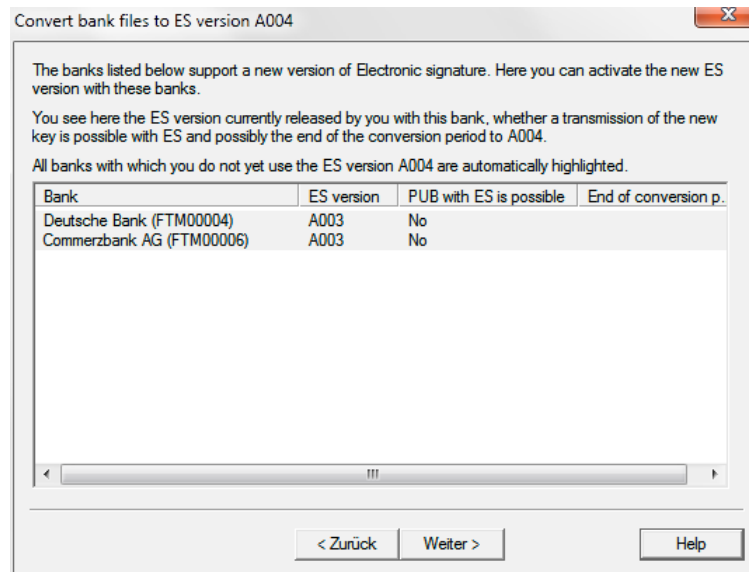 Convert bank files to ES version A004
The banks listed below support a new version of Electronic signature. Here you can activate the new ES
version with these banks.
You see here the ES version currently released by you with this bank, whether a transmission of the new
key is possible with ES and possibly the end of the conversion period to A004.
All banks with which you do not yet use the ES version A004 are automatically highlighted.
Bank ES version PUB with ES is possible End of conversion p.
Deutsche Bank (FTM00004) A003 No
Commerzbank AG (FTM00006) A003 No
< Zurück Weiter > Help